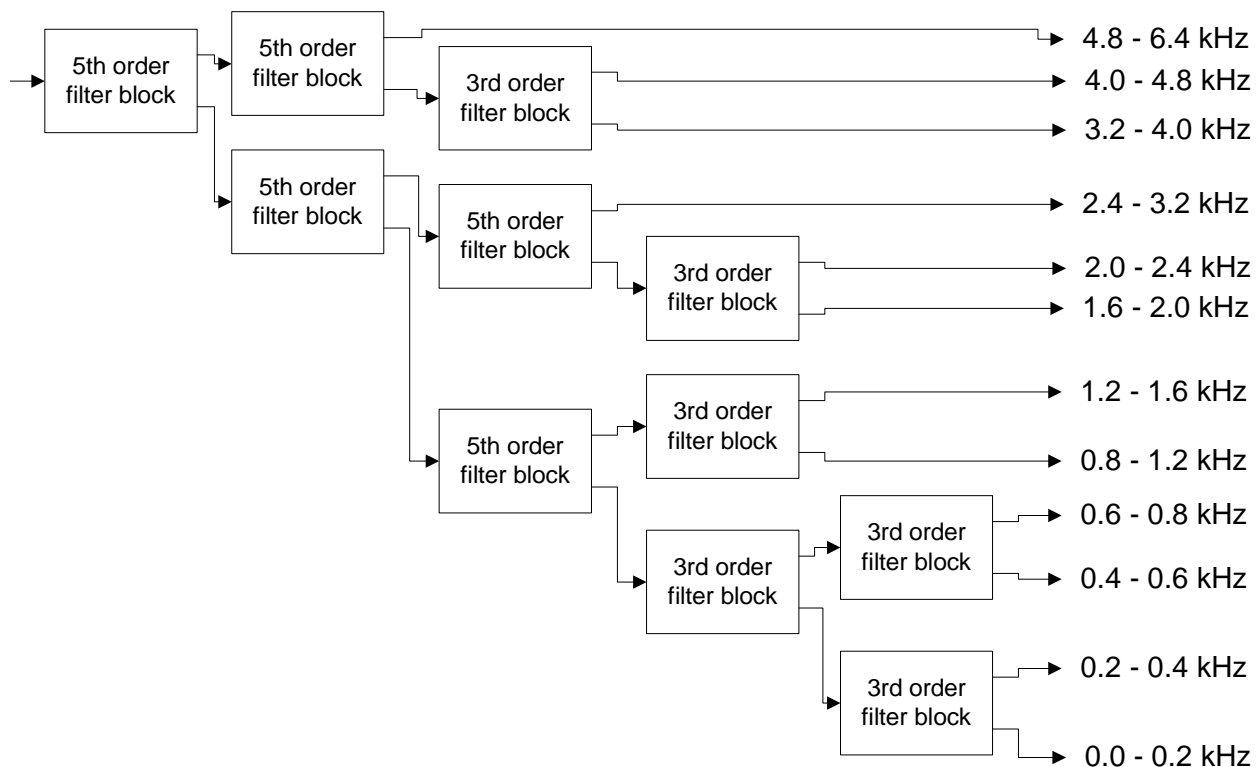 5th order
filter block
5th order
filter block
3rd order
filter block
4.8 - 6.4 kHz
4.0 - 4.8 kHz
3.2 - 4.0 kHz
5th order
filter block
5th order
filter block
2.4 - 3.2 kHz
3rd order
filter block
2.0 - 2.4 kHz
1.6 - 2.0 kHz
5th order
filter block
3rd order
filter block
1.2 - 1.6 kHz
0.8 - 1.2 kHz
3rd order
filter block
3rd order
filter block
0.6 - 0.8 kHz
0.4 - 0.6 kHz
3rd order
filter block
0.2 - 0.4 kHz
0.0 - 0.2 kHz